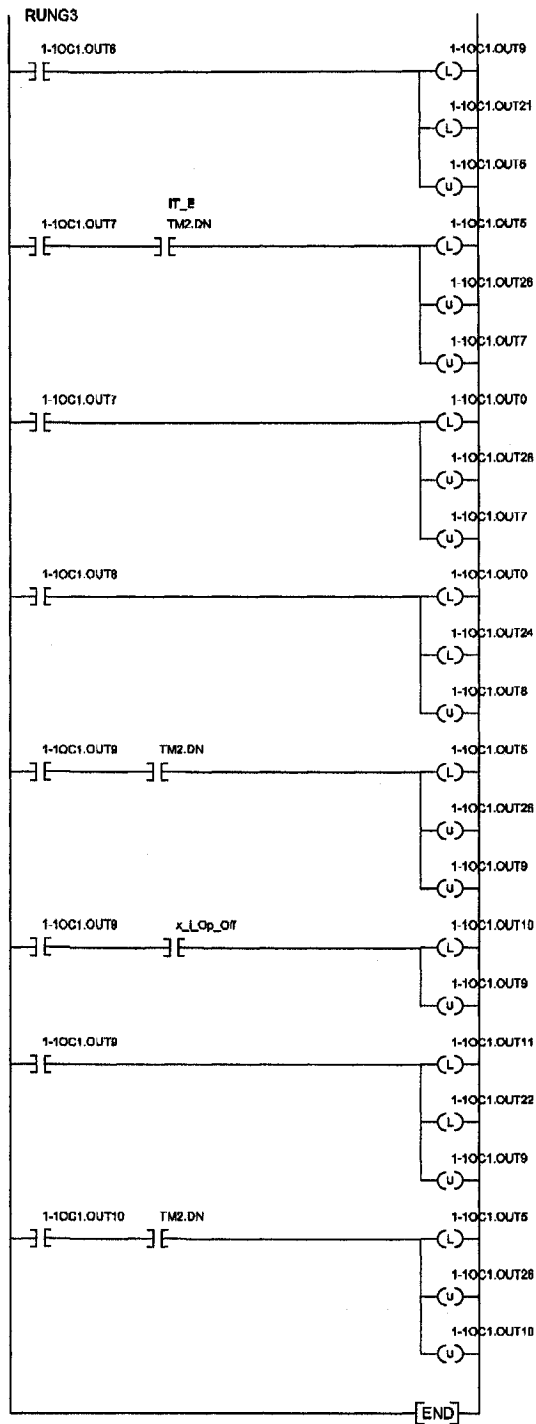 RUNG3
1-1OC1.OUT6 1-1OC1.OUT9
L
1-1OC1.OUT21
L
1-1OC1.OUT6
U
IT_E
1-1OC1.OUT7 TM2.DN 1-1OC1.OUT5
L
1-1OC1.OUT26
U
1-1OC1.OUT7
U
1-1OC1.OUT7 1-1OC1.OUT0
L
1-1OC1.OUT26
U
1-1OC1.OUT7
U
1-1OC1.OUT8 1-1OC1.OUT0
L
1-1OC1.OUT24
L
1-1OC1.OUT8
U
1-1OC1.OUT9 TM2.DN 1-1OC1.OUT5
L
1-1OC1.OUT26
U
1-1OC1.OUT9
U
1-1OC1.OUT9 x_i_Op_Off 1-1OC1.OUT10
L
1-1OC1.OUT9
U
1-1OC1.OUT9 1-1OC1.OUT11
L
1-1OC1.OUT22
L
1-1OC1.OUT9
U
1-1OC1.OUT10 TM2.DN 1-1OC1.OUT5
L
1-1OC1.OUT26
U
1-1OC1.OUT10
U
END